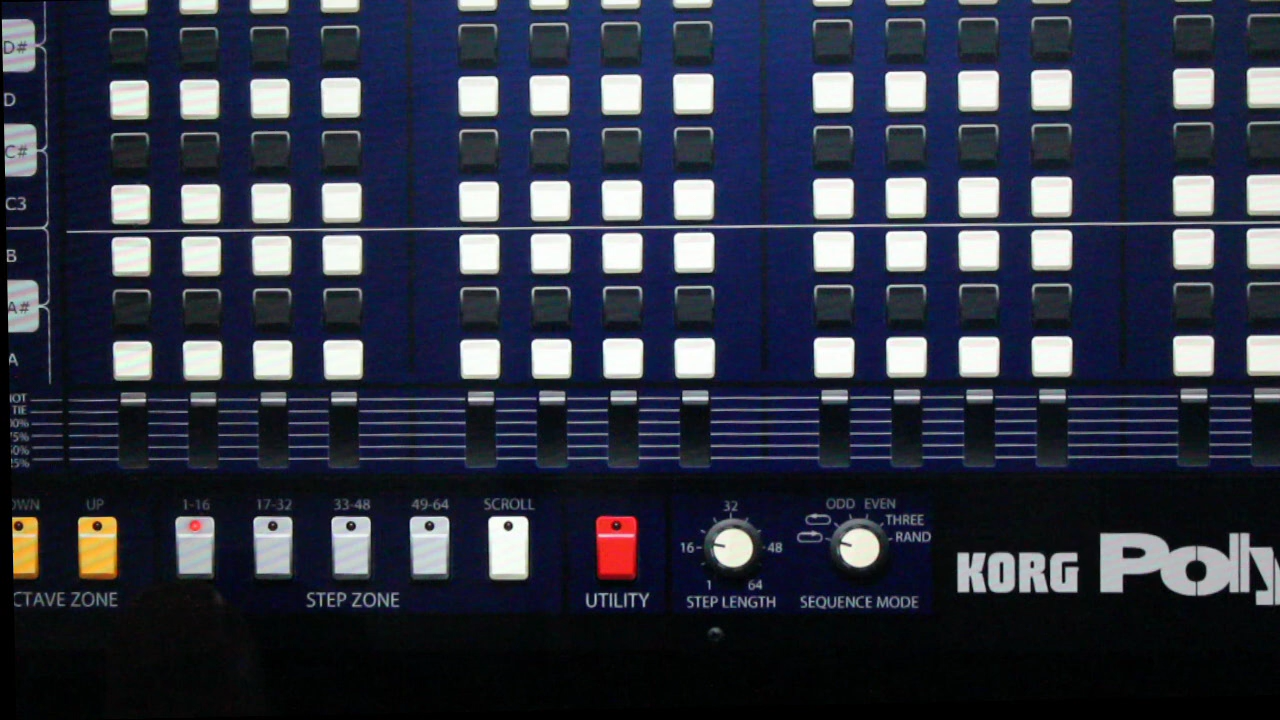 D#
D
C#
C3
B
A#
A
TIE
UP
1-16
17-32
33-48
49-64
SCROLL
STEP ZONE
UTILITY
32
16
48
1
64
STEP LENGTH
ODD EVEN
THREE
RAND
SEQUENCE MODE
KORG Poly